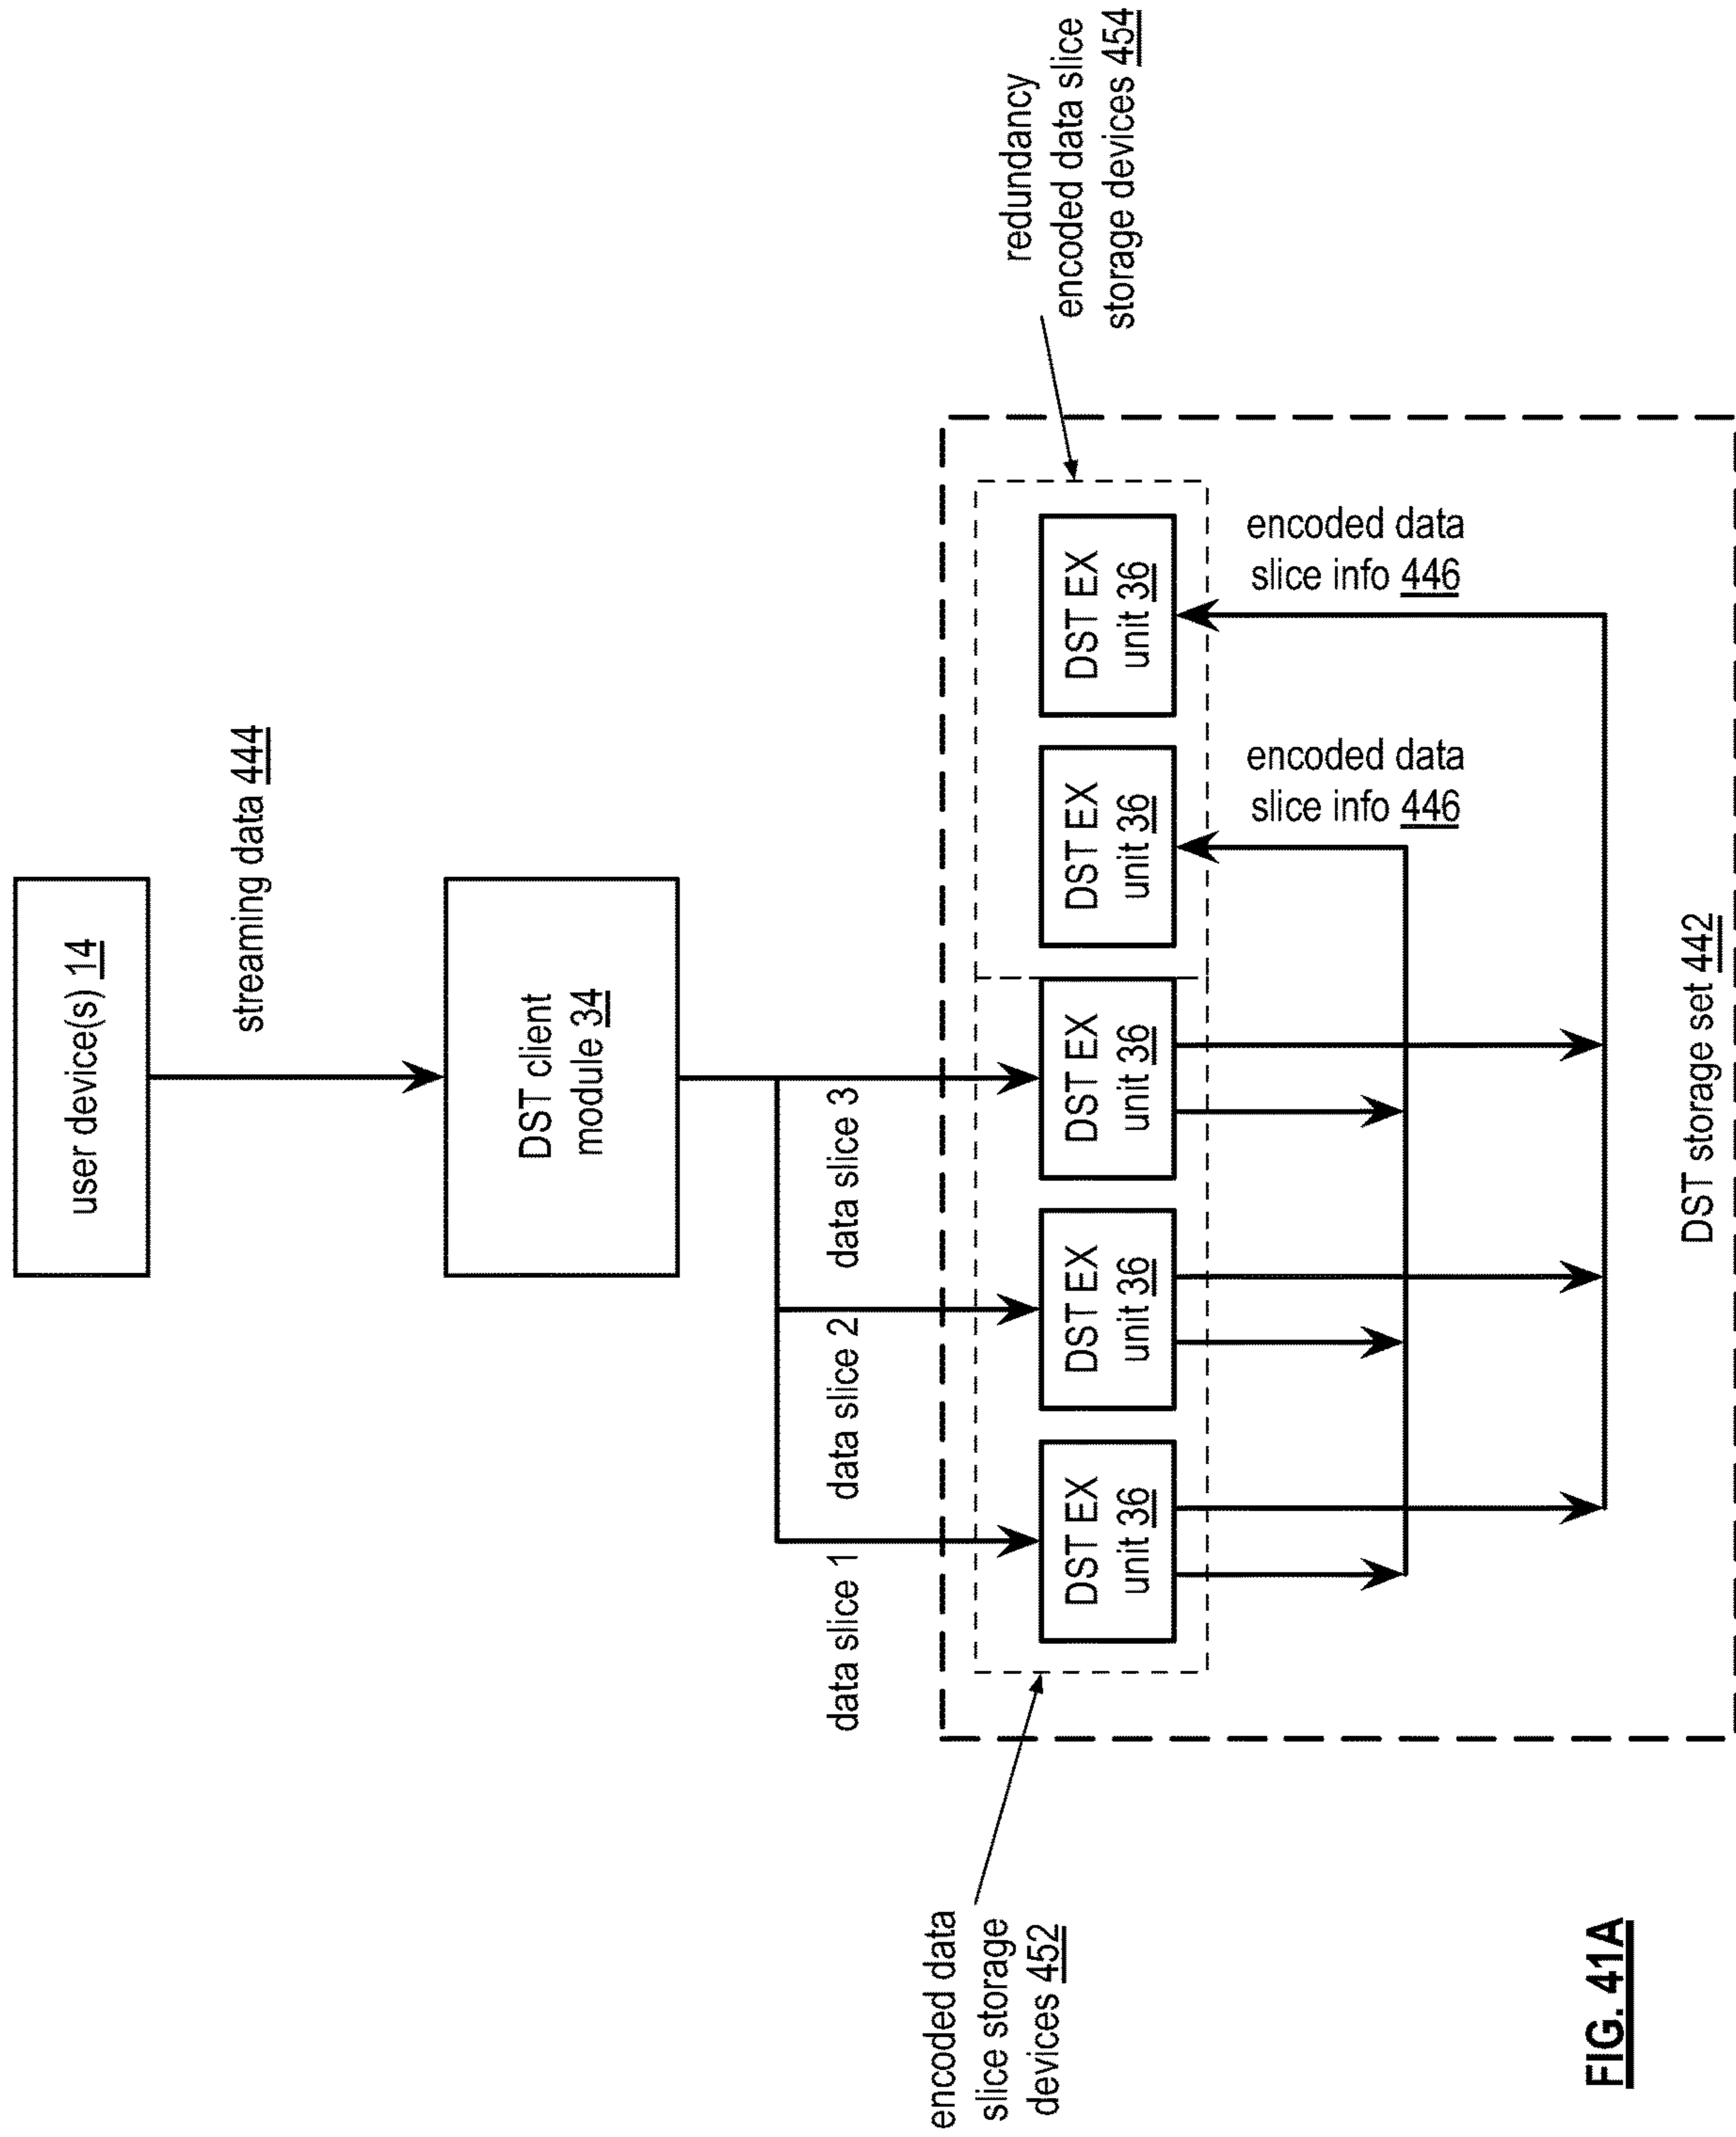 user device(s) 14
streaming data 444
DST client
module 34
data slice 1
data slice 2
data slice 3
encoded data
slice storage
devices 452
redundancy
encoded data slice
storage devices 454
DST EX
unit 36
DST EX
unit 36
DST EX
unit 36
DST EX
unit 36
DST EX
unit 36
encoded data
slice info 446
encoded data
slice info 446
DST storage set 442
FIG. 41A